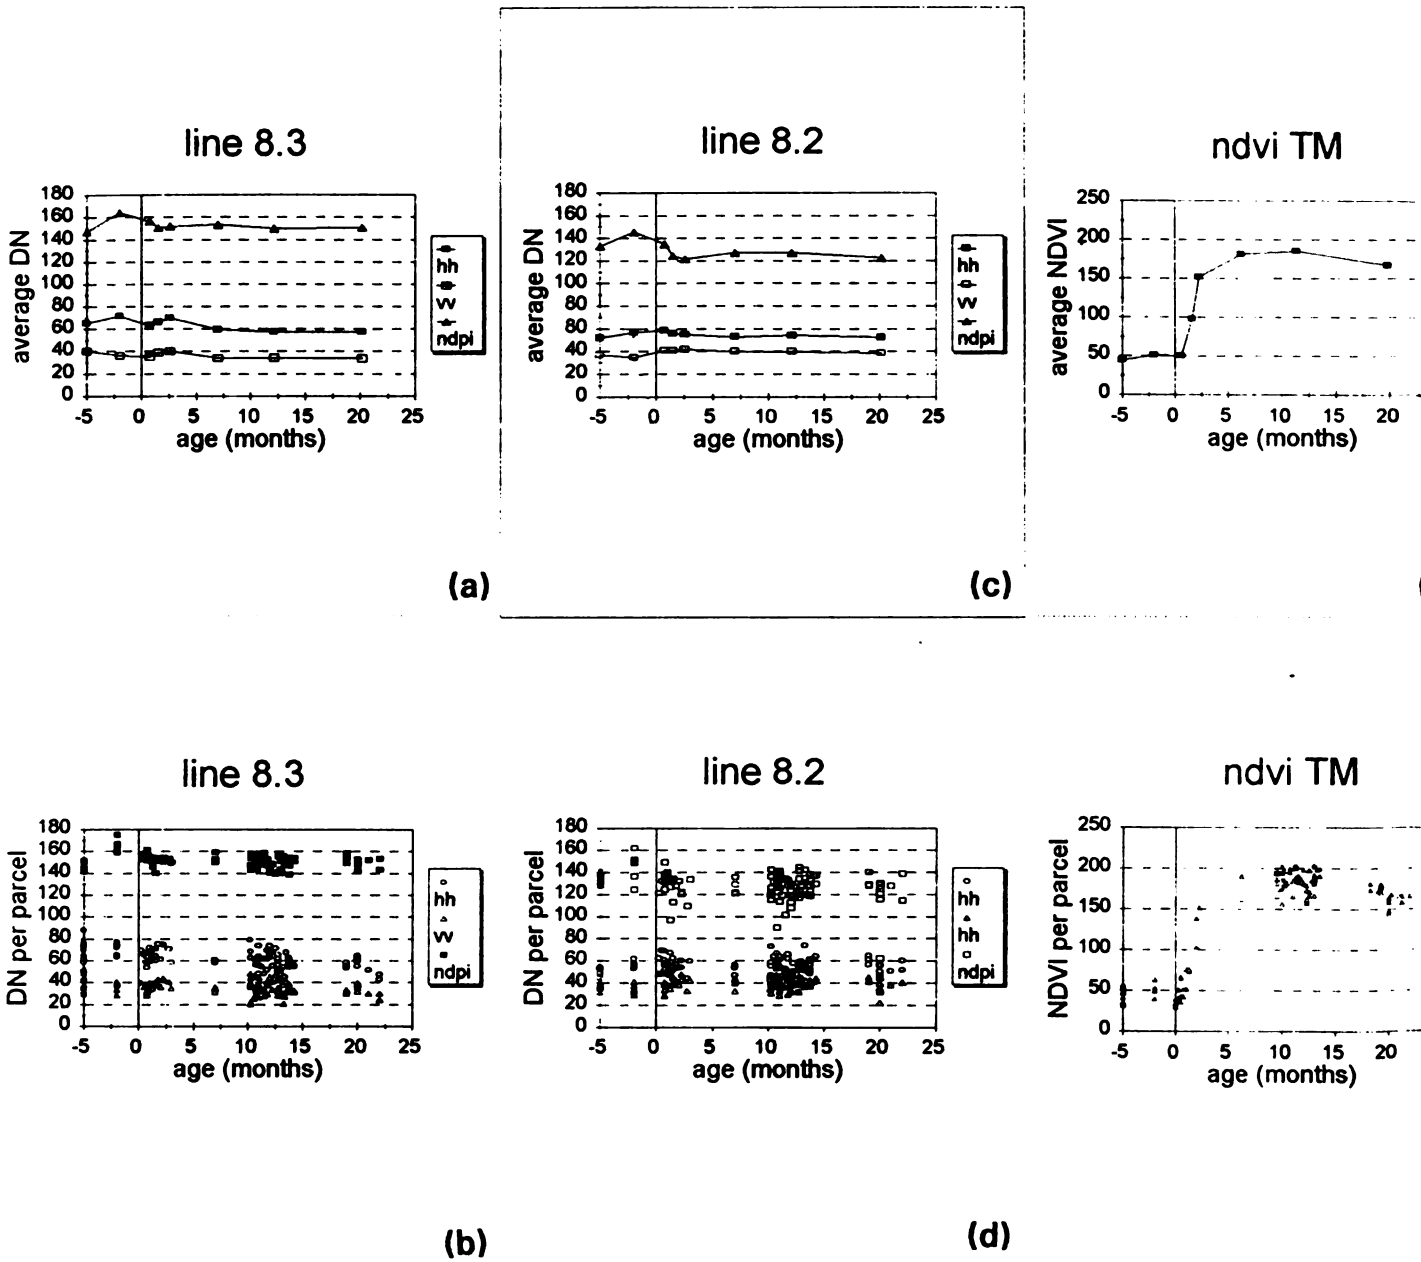 line 8.3
180
160
140
120
100
80
60
40
20
0
-5 0 5 10 15 20 25
average DN
age (months)
hh
vv
ndpi
(a)
line 8.2
180
160
140
120
100
80
60
40
20
0
-5 0 5 10 15 20 25
average DN
age (months)
hh
vv
ndpi
(c)
ndvi TM
250
200
150
100
50
0
-5 0 5 10 15 20
average NDVI
age (months)
line 8.3
180
160
140
120
100
80
60
40
20
0
-5 0 5 10 15 20 25
DN per parcel
age (months)
hh
vv
ndpi
(b)
line 8.2
180
160
140
120
100
80
60
40
20
0
-5 0 5 10 15 20 25
DN per parcel
age (months)
hh
hh
ndpi
(d)
ndvi TM
250
200
150
100
50
0
-5 0 5 10 15 20
NDVI per parcel
age (months)